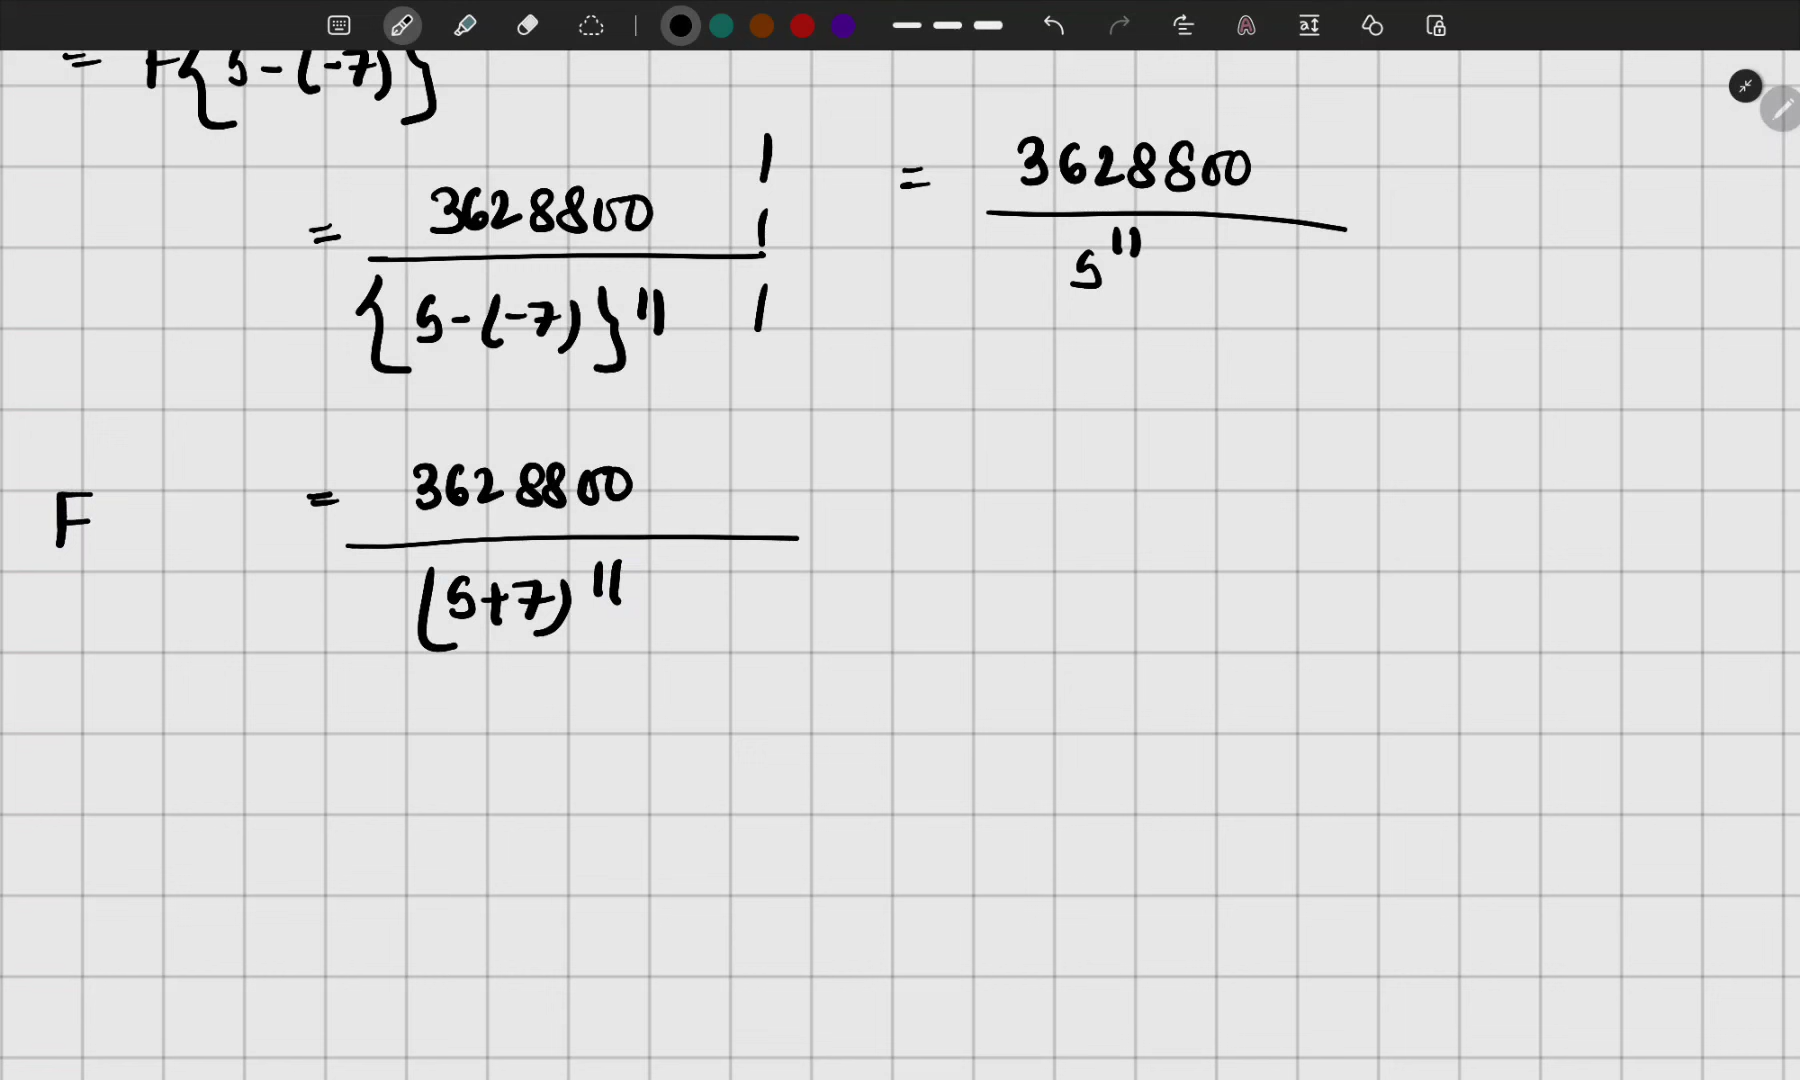 = F{s-(-7)}
= 3628800 / {s-(-7)}^11
= 3628800 / s^11
F = 3628800 / (s+7)^11